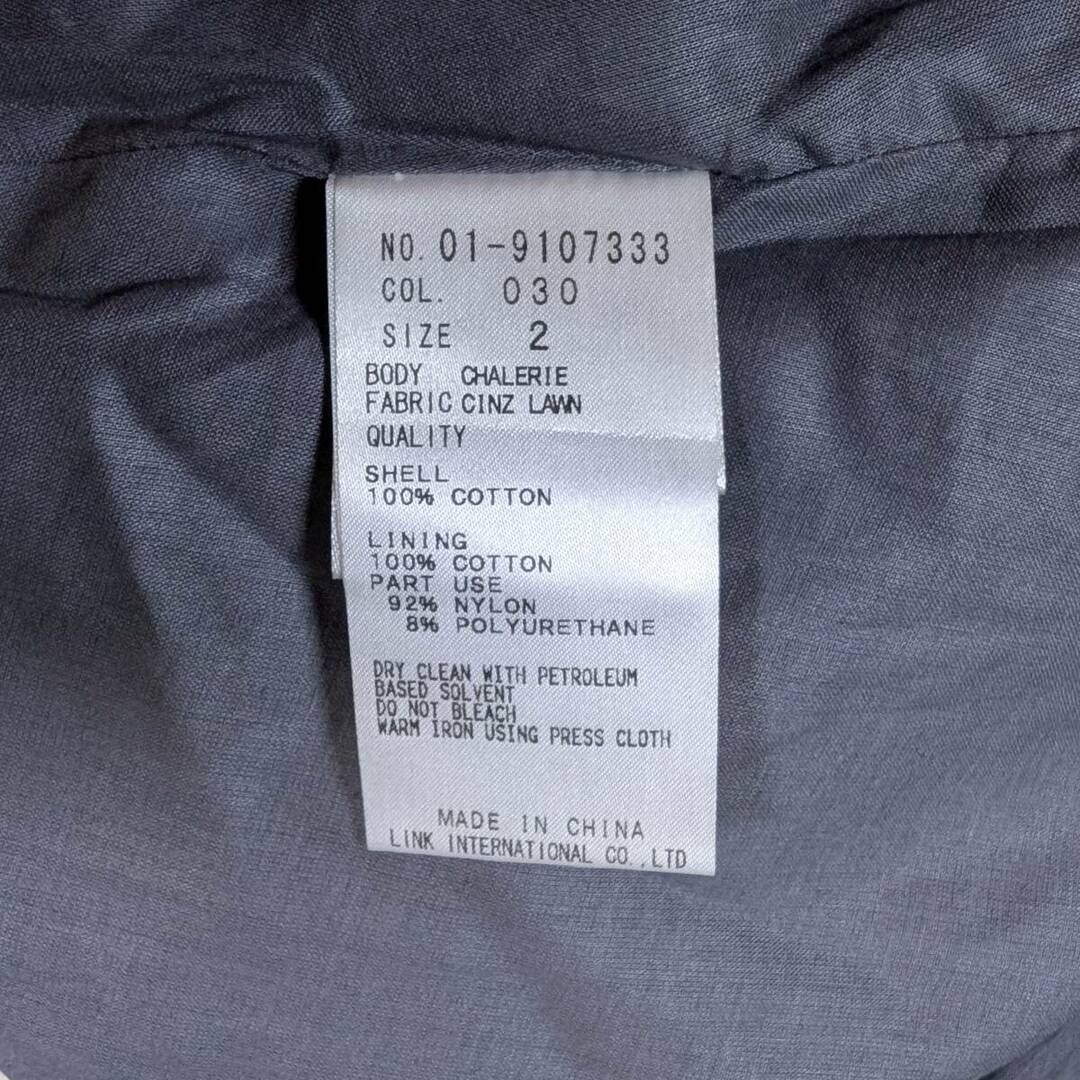 NO. 01-9107333
COL. 030
SIZE 2
BODY CHALERIE
FABRIC CINZ LAWN
QUALITY
SHELL
100% COTTON
LINING
100% COTTON
PART USE
92% NYLON
8% POLYURETHANE
DRY CLEAN WITH PETROLEUM
BASED SOLVENT
DO NOT BLEACH
WARM IRON USING PRESS CLOTH
MADE IN CHINA
LINK INTERNATIONAL CO.,LTD